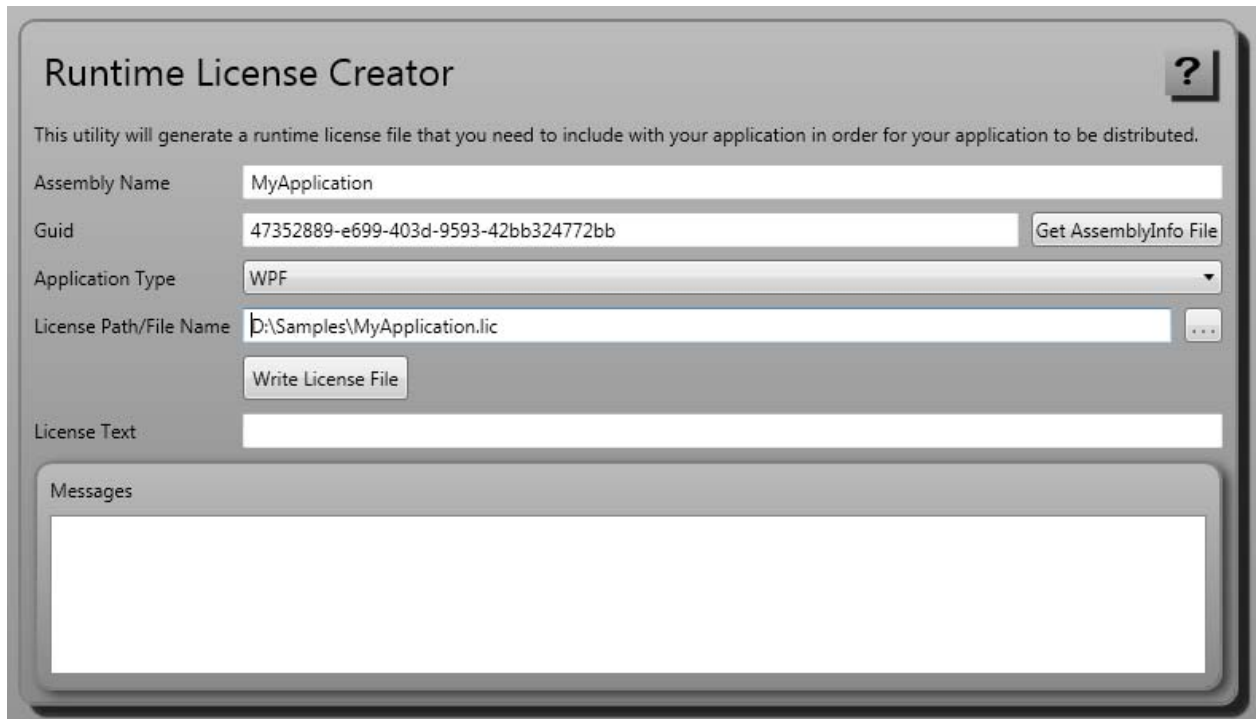 Runtime License Creator
?
This utility will generate a runtime license file that you need to include with your application in order for your application to be distributed.
Assembly Name MyApplication
Guid 47352889-e699-403d-9593-42bb324772bb Get AssemblyInfo File
Application Type WPF
License Path/File Name D:\Samples\MyApplication.lic ...
Write License File
License Text
Messages